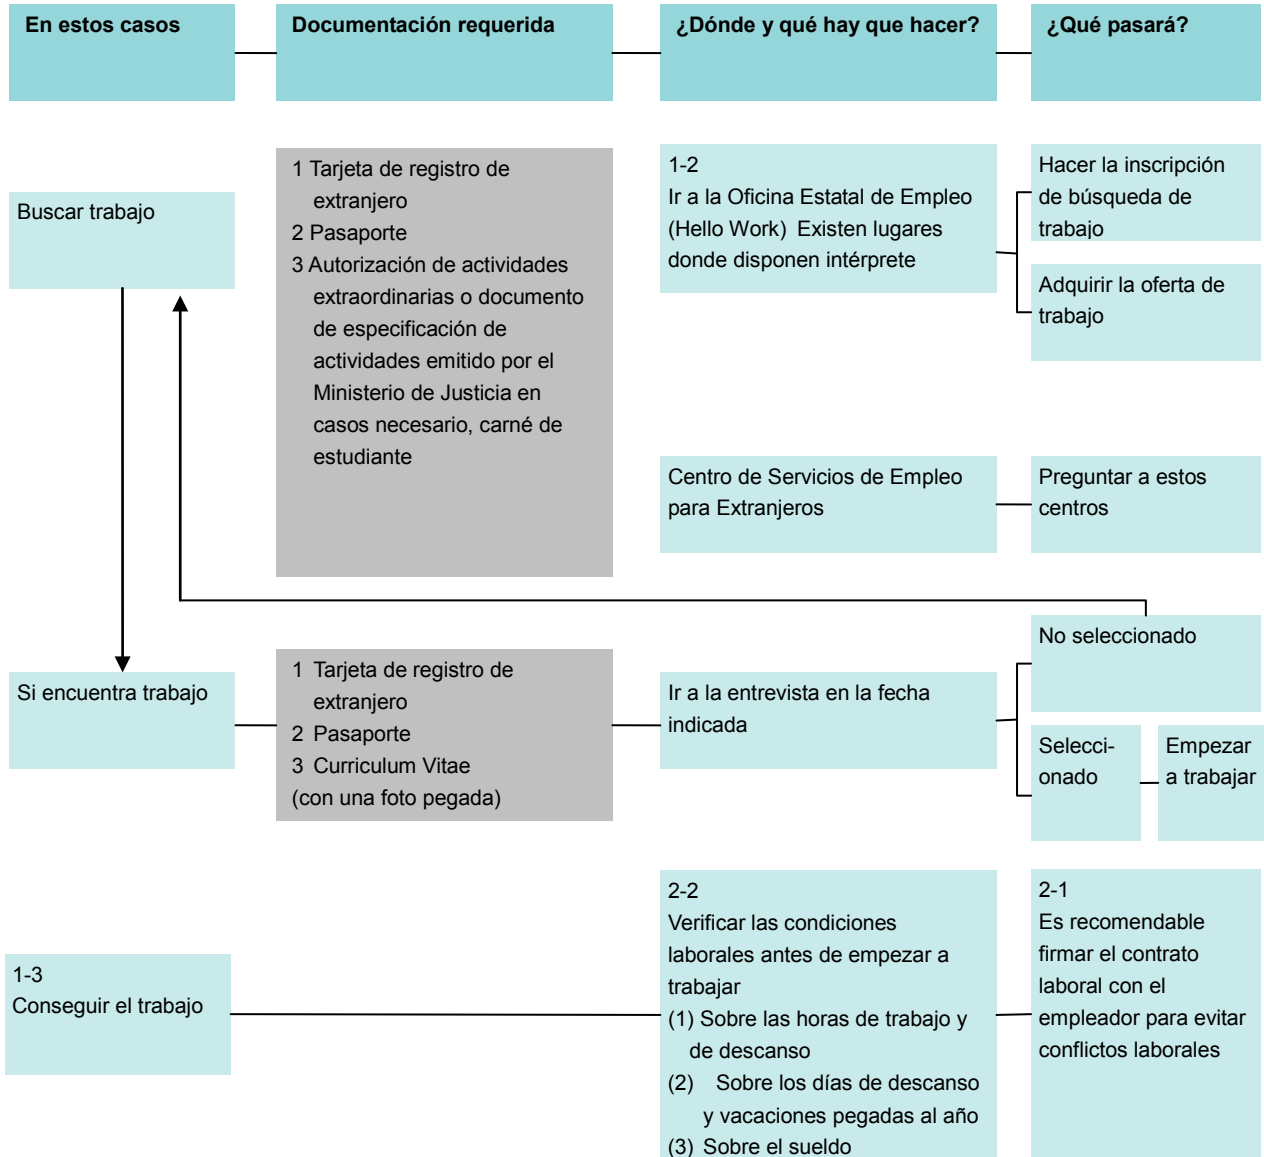 En estos casos
Documentación requerida
¿Dónde y qué hay que hacer?
¿Qué pasará?
Buscar trabajo
1 Tarjeta de registro de
extranjero
2 Pasaporte
3 Autorización de actividades
extraordinarias o documento
de especificación de
actividades emitido por el
Ministerio de Justicia en
casos necesario, carné de
estudiante
1-2
Ir a la Oficina Estatal de Empleo
(Hello Work) Existen lugares
donde disponen intérprete
Hacer la inscripción
de búsqueda de
trabajo
Adquirir la oferta de
trabajo
Centro de Servicios de Empleo
para Extranjeros
Preguntar a estos
centros
Si encuentra trabajo
1 Tarjeta de registro de
extranjero
2 Pasaporte
3 Curriculum Vitae
(con una foto pegada)
Ir a la entrevista en la fecha
indicada
No seleccionado
Selecci-
onado
Empezar
a trabajar
1-3
Conseguir el trabajo
2-2
Verificar las condiciones
laborales antes de empezar a
trabajar
(1) Sobre las horas de trabajo y
de descanso
(2) Sobre los días de descanso
y vacaciones pegadas al año
(3) Sobre el sueldo
2-1
Es recomendable
firmar el contrato
laboral con el
empleador para evitar
conflictos laborales